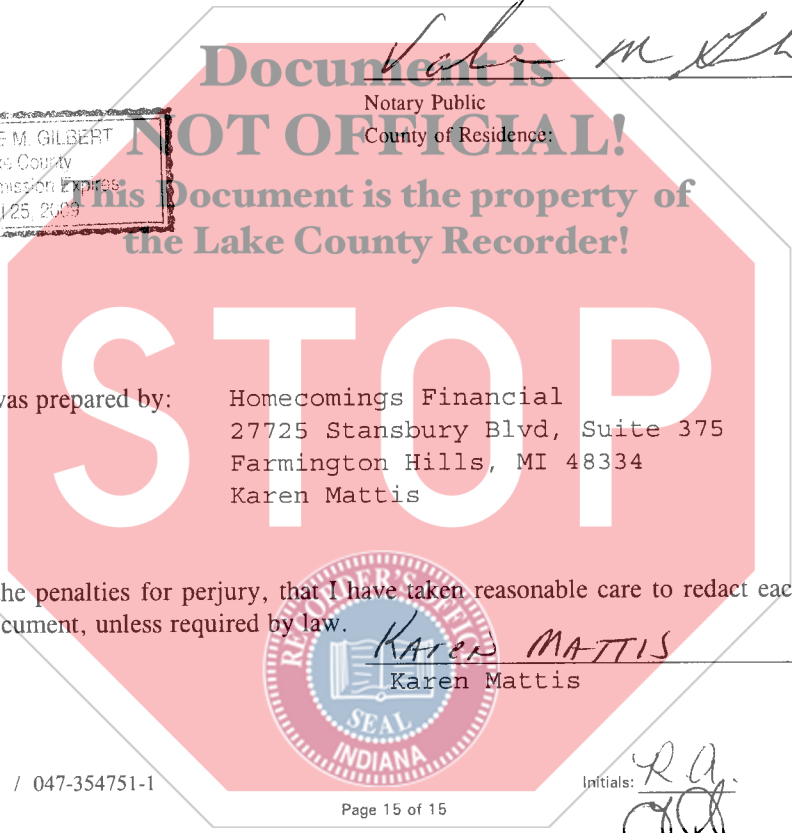 Document is
Notary Public
NOT OFFICIAL!
County of Residence:
E M. GILBERT
ke County
mission Expires
l 25, 2009
This Document is the property of
the Lake County Recorder!
STOP
was prepared by: Homecomings Financial
27725 Stansbury Blvd, Suite 375
Farmington Hills, MI 48334
Karen Mattis
he penalties for perjury, that I have taken reasonable care to redact eac
cument, unless required by law.
KAREN MATTIS
Karen Mattis
RECORDER'S OFFICE
SEAL
INDIANA
/ 047-354751-1
Initials: R.A.
Page 15 of 15